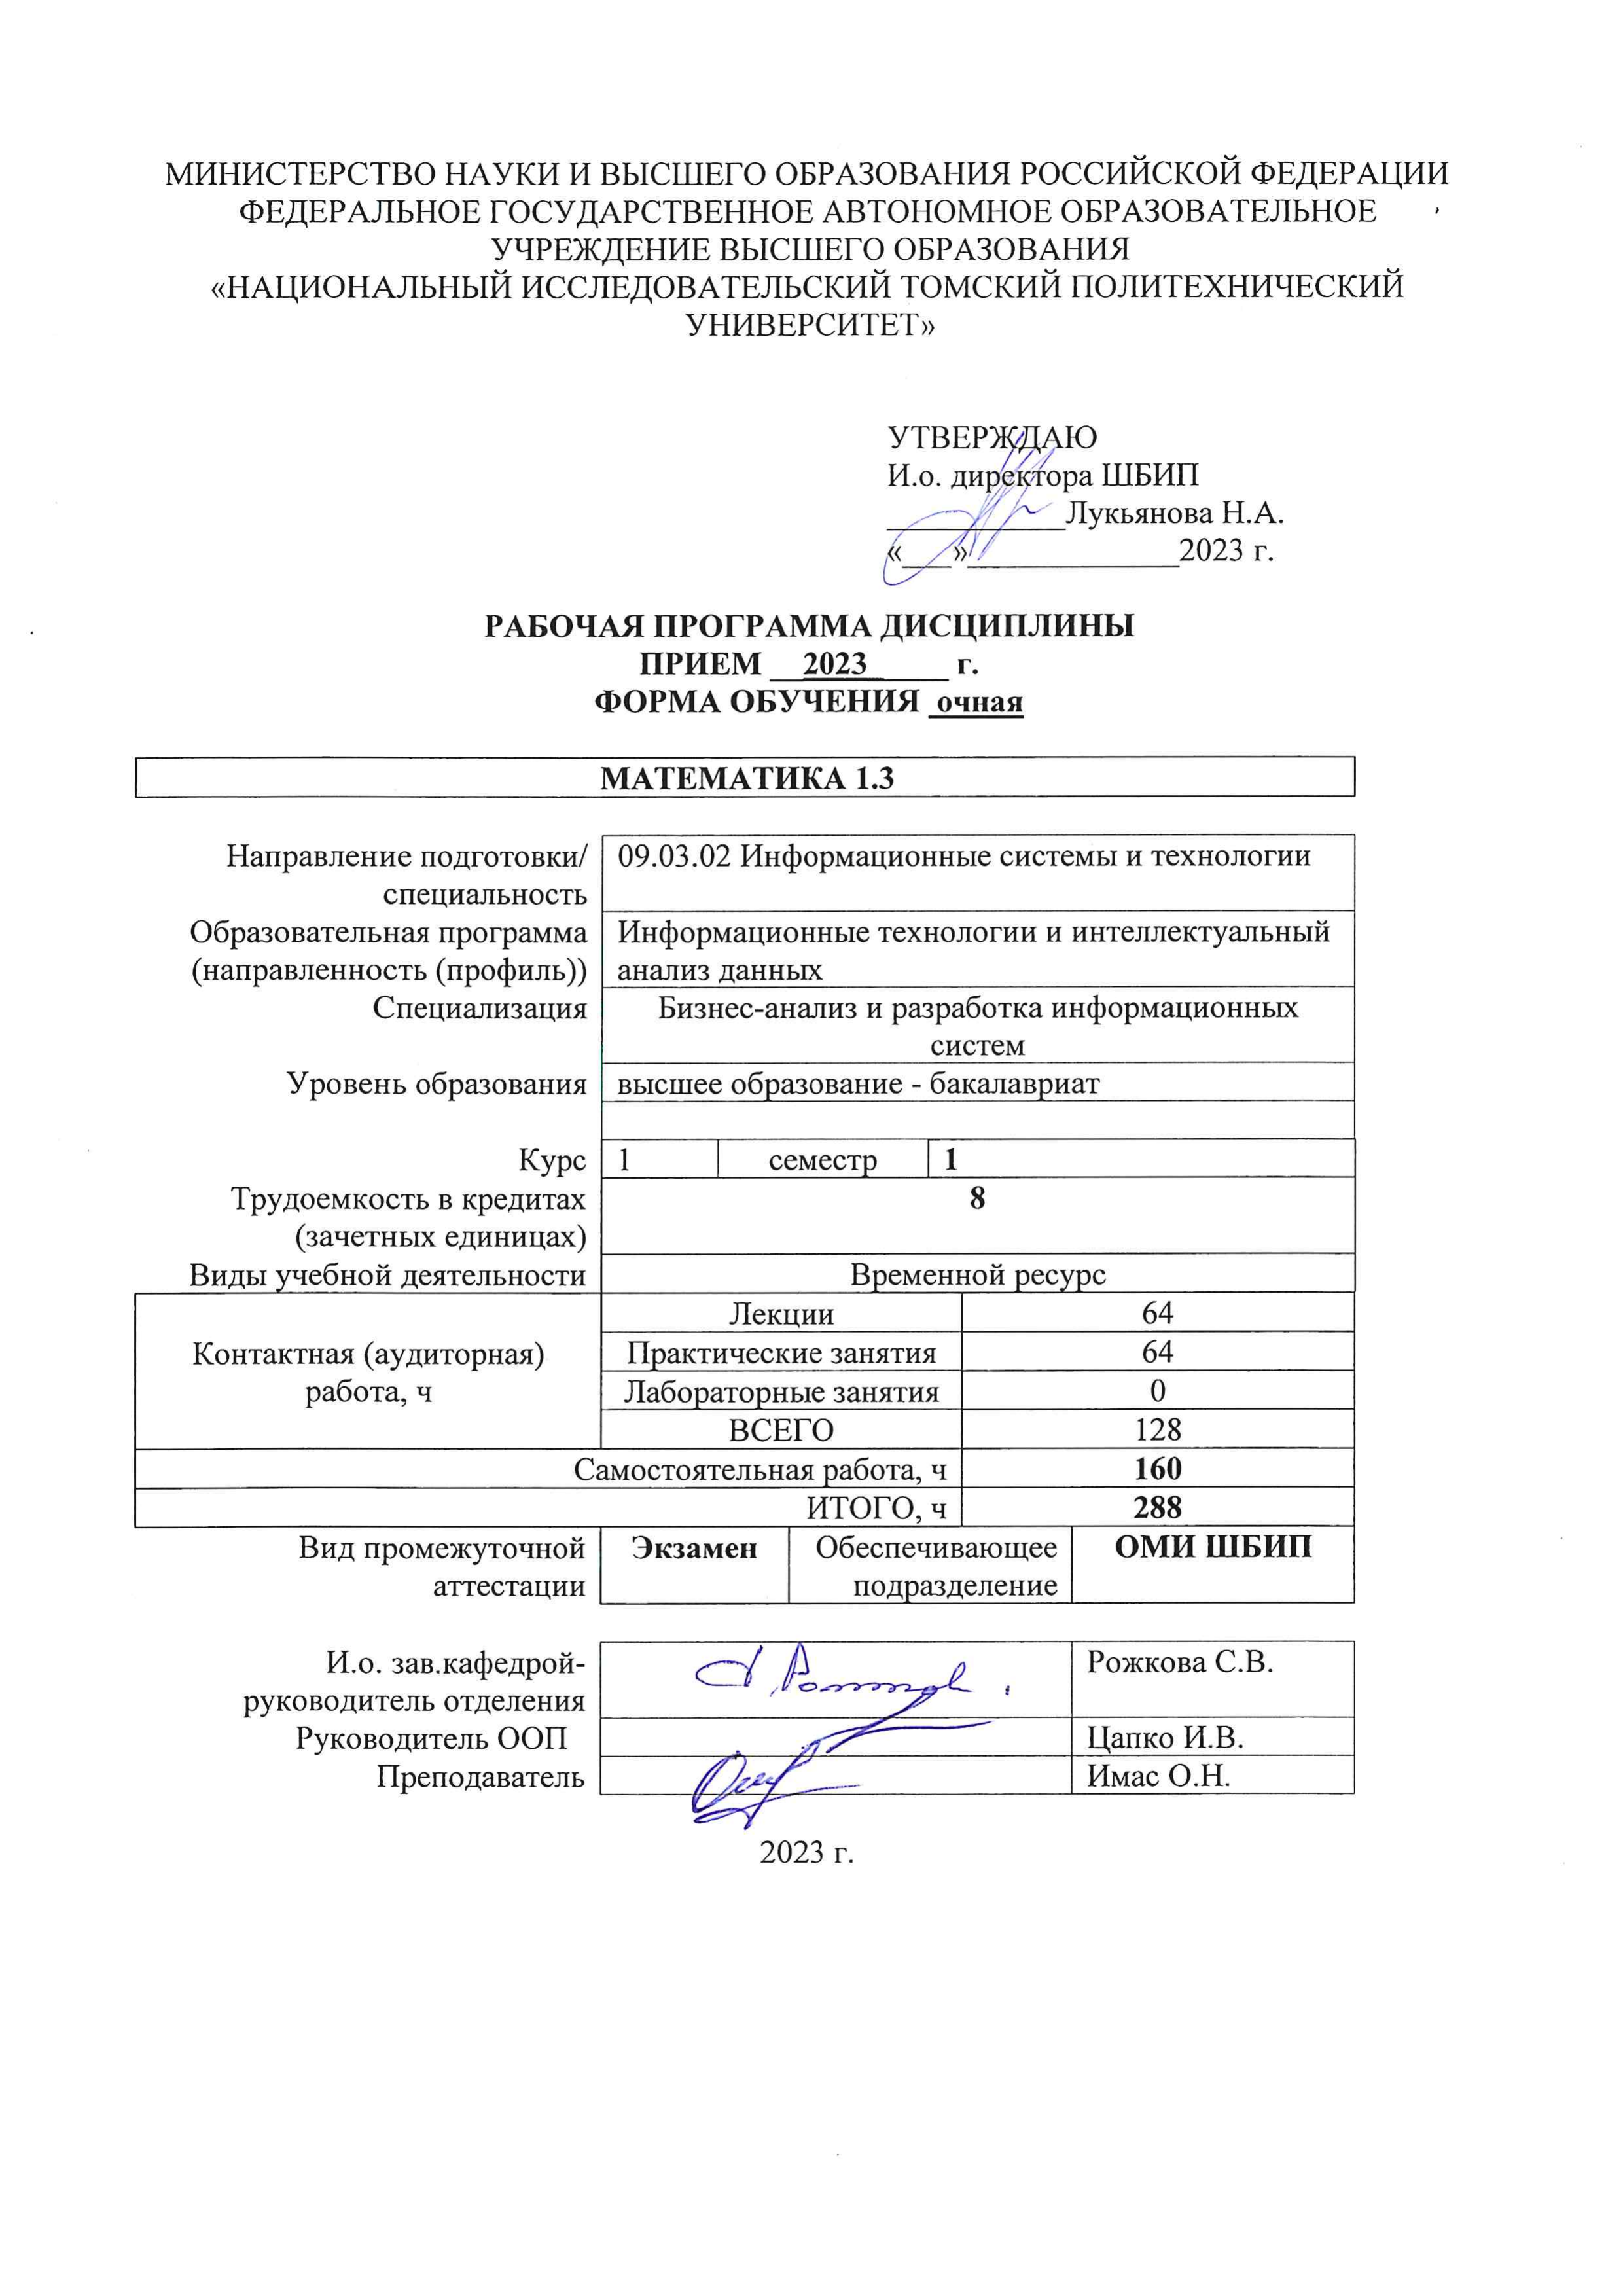 МИНИСТЕРСТВО НАУКИ И ВЫСШЕГО ОБРАЗОВАНИЯ РОССИЙСКОЙ ФЕДЕРАЦИИ
ФЕДЕРАЛЬНОЕ ГОСУДАРСТВЕННОЕ АВТОНОМНОЕ ОБРАЗОВАТЕЛЬНОЕ
УЧРЕЖДЕНИЕ ВЫСШЕГО ОБРАЗОВАНИЯ
«НАЦИОНАЛЬНЫЙ ИССЛЕДОВАТЕЛЬСКИЙ ТОМСКИЙ ПОЛИТЕХНИЧЕСКИЙ
УНИВЕРСИТЕТ»
УТВЕРЖДАЮ
И.о. директора ШБИП
___________Лукьянова Н.А.
«___»_____________2023 г.
РАБОЧАЯ ПРОГРАММА ДИСЦИПЛИНЫ
ПРИЕМ __2023____ г.
ФОРМА ОБУЧЕНИЯ очная
МАТЕМАТИКА 1.3
Направление подготовки/ 09.03.02 Информационные системы и технологии
специальность
Образовательная программа Информационные технологии и интеллектуальный
(направленность (профиль)) анализ данных
Специализация Бизнес-анализ и разработка информационных
систем
Уровень образования высшее образование - бакалавриат
Курс 1 семестр 1
Трудоемкость в кредитах 8
(зачетных единицах)
Виды учебной деятельности Временной ресурс
Лекции 64
Контактная (аудиторная) Практические занятия 64
работа, ч Лабораторные занятия 0
ВСЕГО 128
Самостоятельная работа, ч 160
ИТОГО, ч 288
Вид промежуточной Экзамен Обеспечивающее ОМИ ШБИП
аттестации подразделение
И.о. зав.кафедрой- Рожкова С.В.
руководитель отделения
Руководитель ООП Цапко И.В.
Преподаватель Имас О.Н.
2023 г.